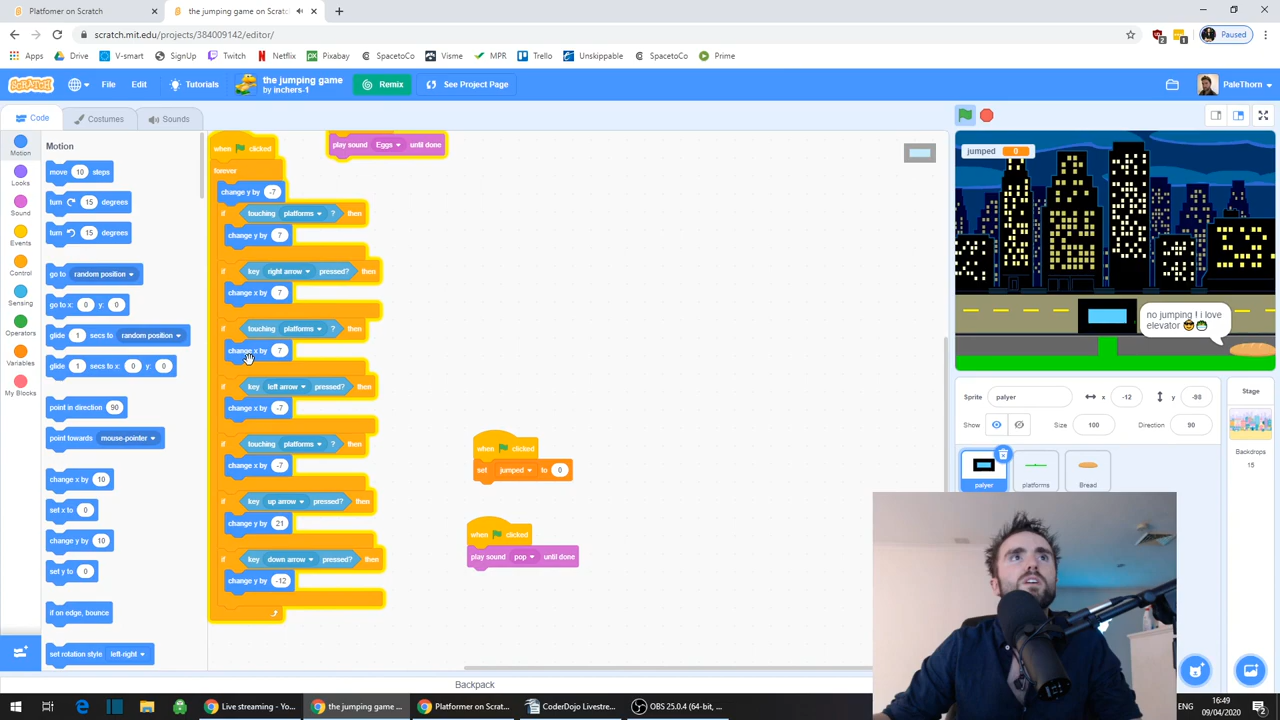 Platformer on Scratch
the jumping game on Scratch
scratch.mit.edu/projects/384009142/editor/
Paused
Apps
Drive
V-smart
SignUp
Twitch
Netflix
Pixabay
SpacetoCo
Visme
MPR
Trello
Unskippable
SpacetoCo
Prime
SCRATCH
File
Edit
Tutorials
the jumping game
by inchers-1
Remix
See Project Page
PaleThorn
Code
Costumes
Sounds
Motion
Looks
Sound
Events
Control
Sensing
Operators
Variables
My Blocks
Motion
move 10 steps
turn 15 degrees
turn 15 degrees
go to random position
go to x: 0 y: 0
glide 1 secs to random position
glide 1 secs to x: 0 y: 0
point in direction 90
point towards mouse-pointer
change x by 10
set x to 0
change y by 10
set y to 0
if on edge, bounce
set rotation style left-right
when clicked
forever
change y by -7
if touching platforms ? then
change y by 7
if key right arrow pressed? then
change x by 7
if touching platforms ? then
change x by 7
if key left arrow pressed? then
change x by -7
if touching platforms ? then
change x by -7
if key up arrow pressed? then
change y by 21
if key down arrow pressed? then
change y by -12
play sound Eggs until done
when clicked
set jumped to 0
when clicked
play sound pop until done
jumped 0
no jumping ! i love
elevator
Sprite palyer x -12 y -98
Show Size 100 Direction 90
palyer
platforms
Bread
Stage
Backdrops
15
Backpack
Live streaming - Yo...
the jumping game ...
Platformer on Scrat...
CoderDojo Livestre...
OBS 25.0.4 (64-bit, ...
ENG
16:49
09/04/2020
2